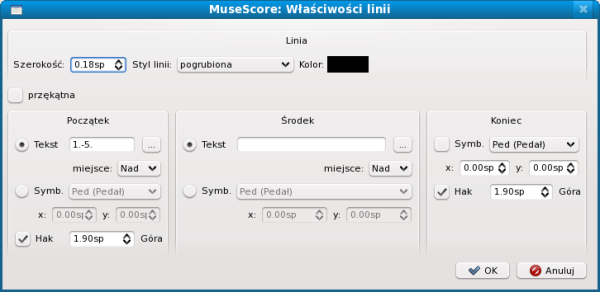 MuseScore: Właściwości linii
Linia
Szerokość: 0.18sp Styl linii: pogrubiona Kolor:
przękątna
Początek
Tekst 1.-5. ...
miejsce: Nad
Symb. Ped (Pedał)
x: 0.00sp y: 0.00sp
Hak 1.90sp Góra
Środek
Tekst ...
miejsce: Nad
Symb. Ped (Pedał)
x: 0.00sp y: 0.00sp
Koniec
Symb. Ped (Pedał)
x: 0.00sp y: 0.00sp
Hak 1.90sp Góra
OK Anuluj